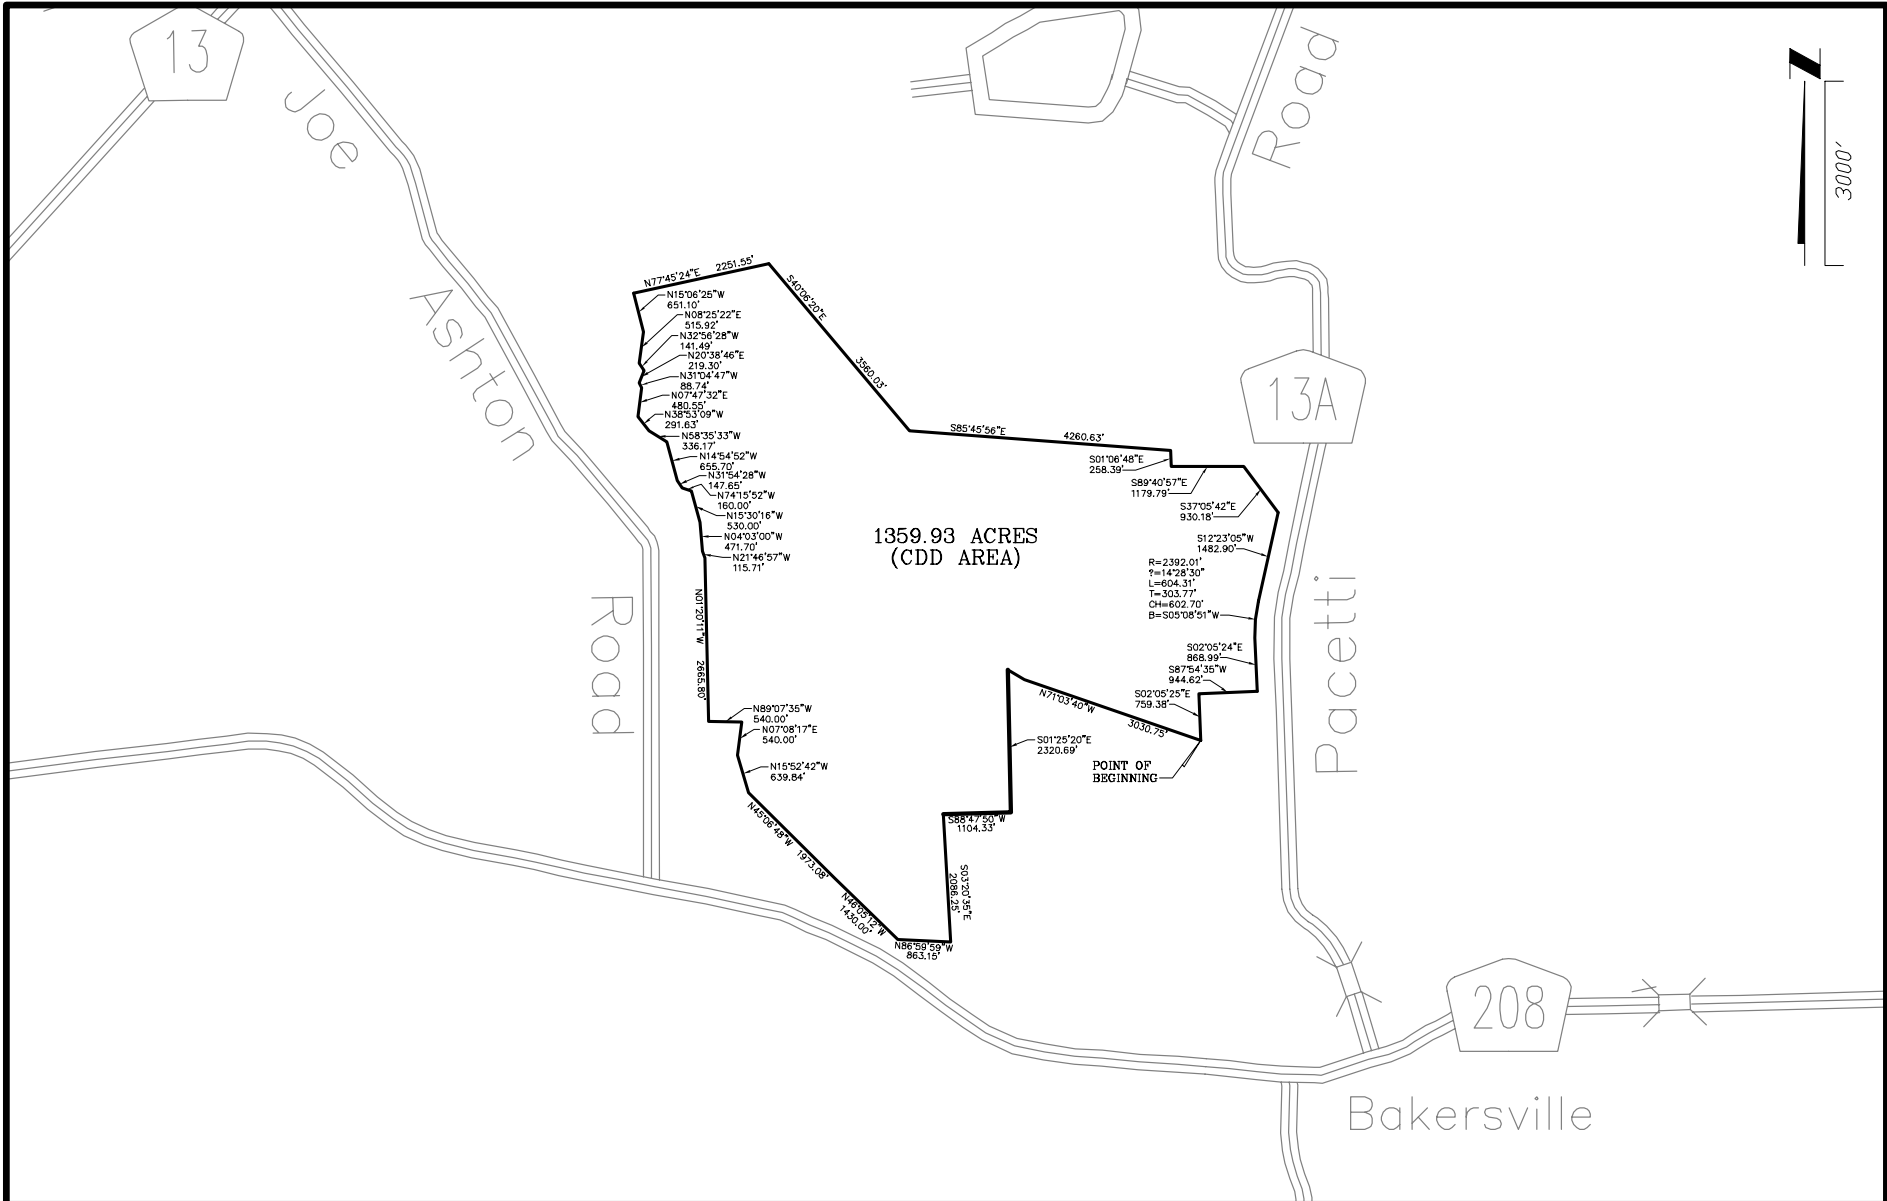 13
Joe
Ashton
Road
Road
N
3000'
13A
Pacetti
208
Bakersville
N77°45'24"E 2251.55'
S40°06'20"E 3560.03'
N15°06'25"W
651.10'
N08°25'22"E
515.92'
N32°56'28"W
141.49'
N20°38'46"E
219.30'
N31°04'47"W
88.74'
N07°47'32"E
480.55'
N38°53'09"W
291.63'
N58°35'33"W
336.17'
N14°54'52"W
655.70'
N31°54'28"W
147.65'
N74°15'52"W
160.00'
N15°30'16"W
530.00'
N04°03'00"W
471.70'
N21°46'57"W
115.71'
N01°20'11"W 2665.80'
S85°45'56"E 4260.63'
S01°06'48"E
258.39'
S89°40'57"E
1179.79'
S37°05'42"E
930.18'
1359.93 ACRES
(CDD AREA)
S12°23'05"W
1482.90'
R=2392.01'
?=14°28'30"
L=604.31'
T=303.77'
CH=602.70'
B=S05°08'51"W
S02°05'24"E
868.99'
S87°54'35"W
944.62'
S02°05'25"E
759.38'
N71°03'40"W 3030.75'
POINT OF
BEGINNING
S01°25'20"E
2320.69'
N89°07'35"W
540.00'
N07°08'17"E
540.00'
N15°52'42"W
639.84'
N45°06'48"W 1973.08'
N46°05'12"W
1430.00'
S88°47'50"W
1104.33'
S03°20'35"E
2086.25'
N86°59'59"W
863.15'